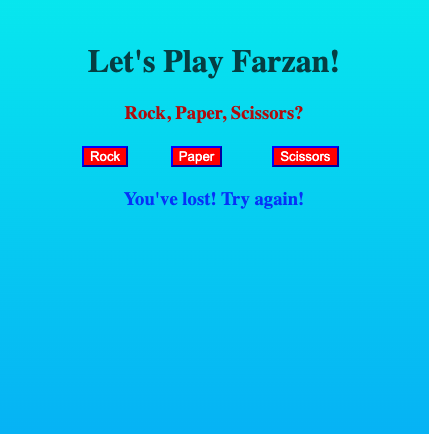 Let's Play Farzan!
Rock, Paper, Scissors?
Rock Paper Scissors
You've lost! Try again!